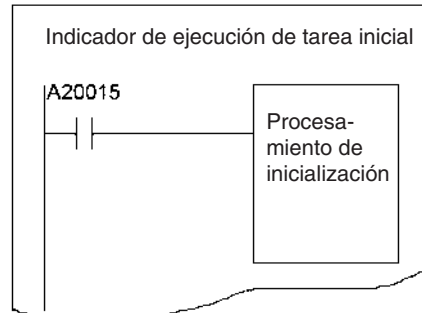 Indicador de ejecución de tarea inicial
A20015
Procesa-
miento de
inicialización